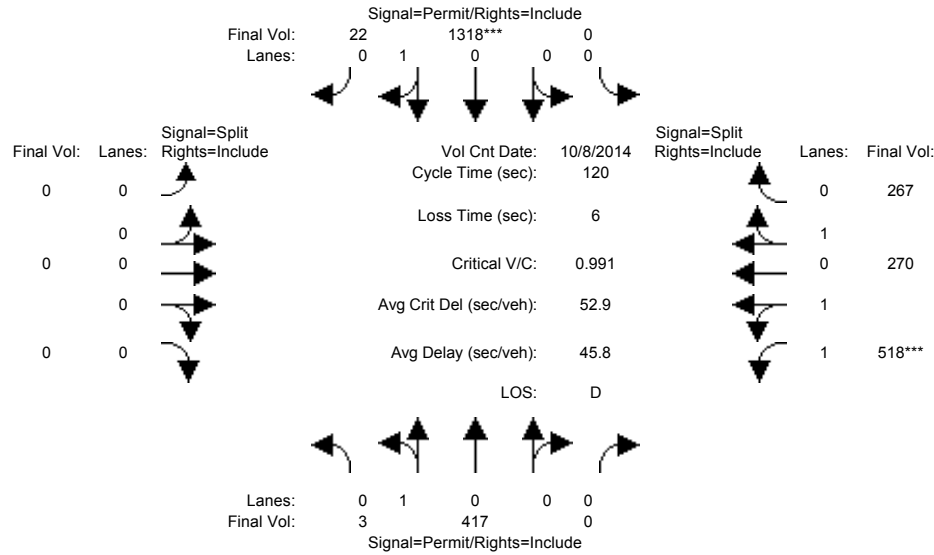 Signal=Permit/Rights=Include
Final Vol: 22 1318*** 0
Lanes: 0 1 0 0 0
Signal=Split Signal=Split
Final Vol: Lanes: Rights=Include Vol Cnt Date: 10/8/2014 Rights=Include Lanes: Final Vol:
Cycle Time (sec): 120
0 0 0 267
Loss Time (sec): 6
0 1
0 0 Critical V/C: 0.991 0 270
0 Avg Crit Del (sec/veh): 52.9 1
0 0 Avg Delay (sec/veh): 45.8 1 518***
LOS: D
Lanes: 0 1 0 0 0
Final Vol: 3 417 0
Signal=Permit/Rights=Include